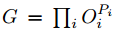 G = ∏_i O_i^{P_i}